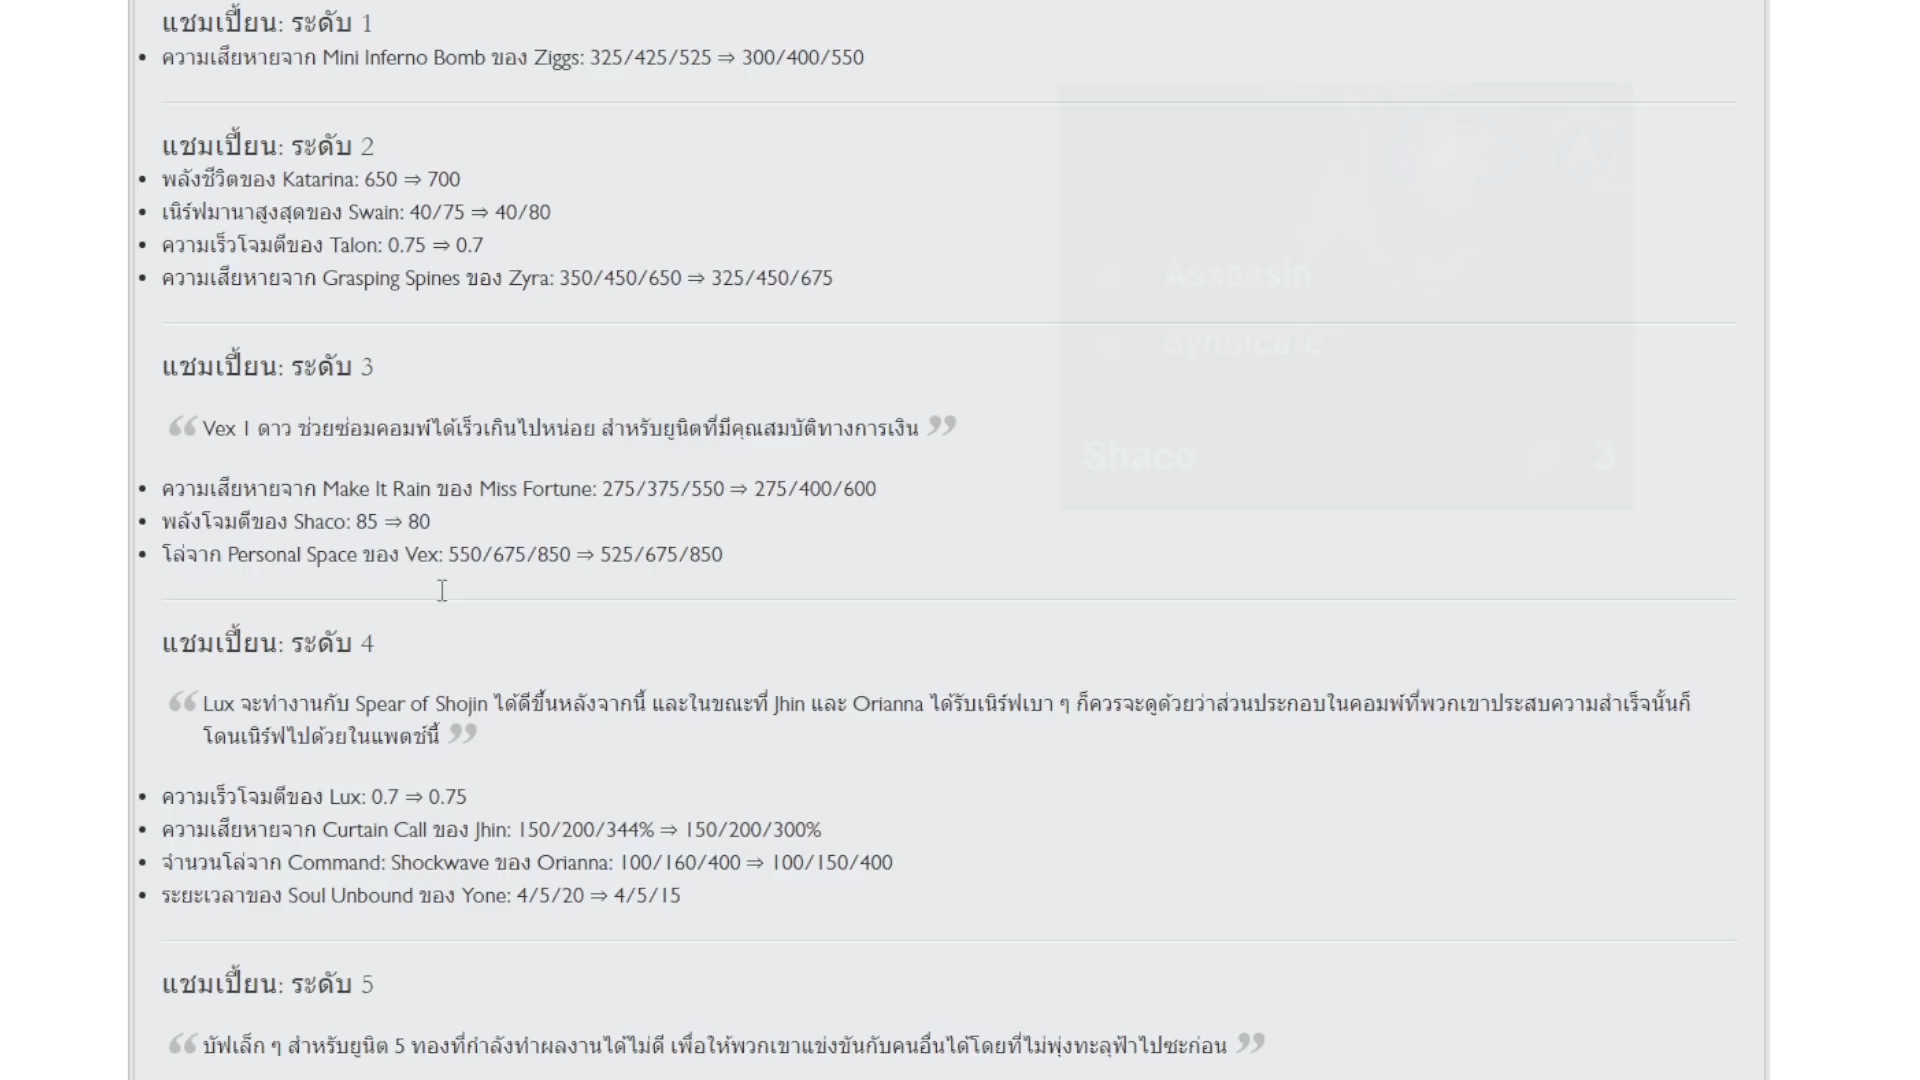 แชมเปี้ยน: ระดับ 1
• ความเสียหายจาก Mini Inferno Bomb ของ Ziggs: 325/425/525 ⇒ 300/400/550
แชมเปี้ยน: ระดับ 2
• พลังชีวิตของ Katarina: 650 ⇒ 700
• เนิร์ฟมานาสูงสุดของ Swain: 40/75 ⇒ 40/80
• ความเร็วโจมตีของ Talon: 0.75 ⇒ 0.7
• ความเสียหายจาก Grasping Spines ของ Zyra: 350/450/650 ⇒ 325/450/675
Assassin
Syndicate
แชมเปี้ยน: ระดับ 3
“ Vex 1 ดาว ช่วยซ่อมคอมพ์ได้เร็วเกินไปหน่อย สำหรับยูนิตที่มีคุณสมบัติทางการเงิน ”
Shaco 3
• ความเสียหายจาก Make It Rain ของ Miss Fortune: 275/375/550 ⇒ 275/400/600
• พลังโจมตีของ Shaco: 85 ⇒ 80
• โล่จาก Personal Space ของ Vex: 550/675/850 ⇒ 525/675/850
แชมเปี้ยน: ระดับ 4
“ Lux จะทำงานกับ Spear of Shojin ได้ดีขึ้นหลังจากนี้ และในขณะที่ Jhin และ Orianna ได้รับเนิร์ฟเบา ๆ ก็ควรจะดูด้วยว่าส่วนประกอบในคอมพ์ที่พวกเขาประสบความสำเร็จนั้นก็
โดนเนิร์ฟไปด้วยในแพตช์นี้ ”
• ความเร็วโจมตีของ Lux: 0.7 ⇒ 0.75
• ความเสียหายจาก Curtain Call ของ Jhin: 150/200/344% ⇒ 150/200/300%
• จำนวนโล่จาก Command: Shockwave ของ Orianna: 100/160/400 ⇒ 100/150/400
• ระยะเวลาของ Soul Unbound ของ Yone: 4/5/20 ⇒ 4/5/15
แชมเปี้ยน: ระดับ 5
“ บัฟเล็ก ๆ สำหรับยูนิต 5 ทองที่กำลังทำผลงานได้ไม่ดี เพื่อให้พวกเขาแข่งขันกับคนอื่นได้โดยที่ไม่พุ่งทะลุฟ้าไปซะก่อน ”